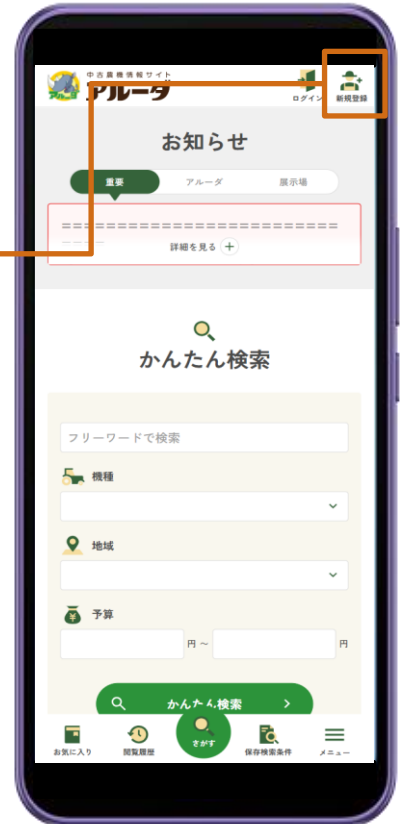 中古農機情報サイト
アルーダ
ログイン
新規登録
お知らせ
重要
アルーダ
展示場
=========================
====
詳細を見る
かんたん検索
フリーワードで検索
機種
地域
予算
円 ~
円
かんたん検索
お気に入り
閲覧履歴
さがす
保存検索条件
メニュー